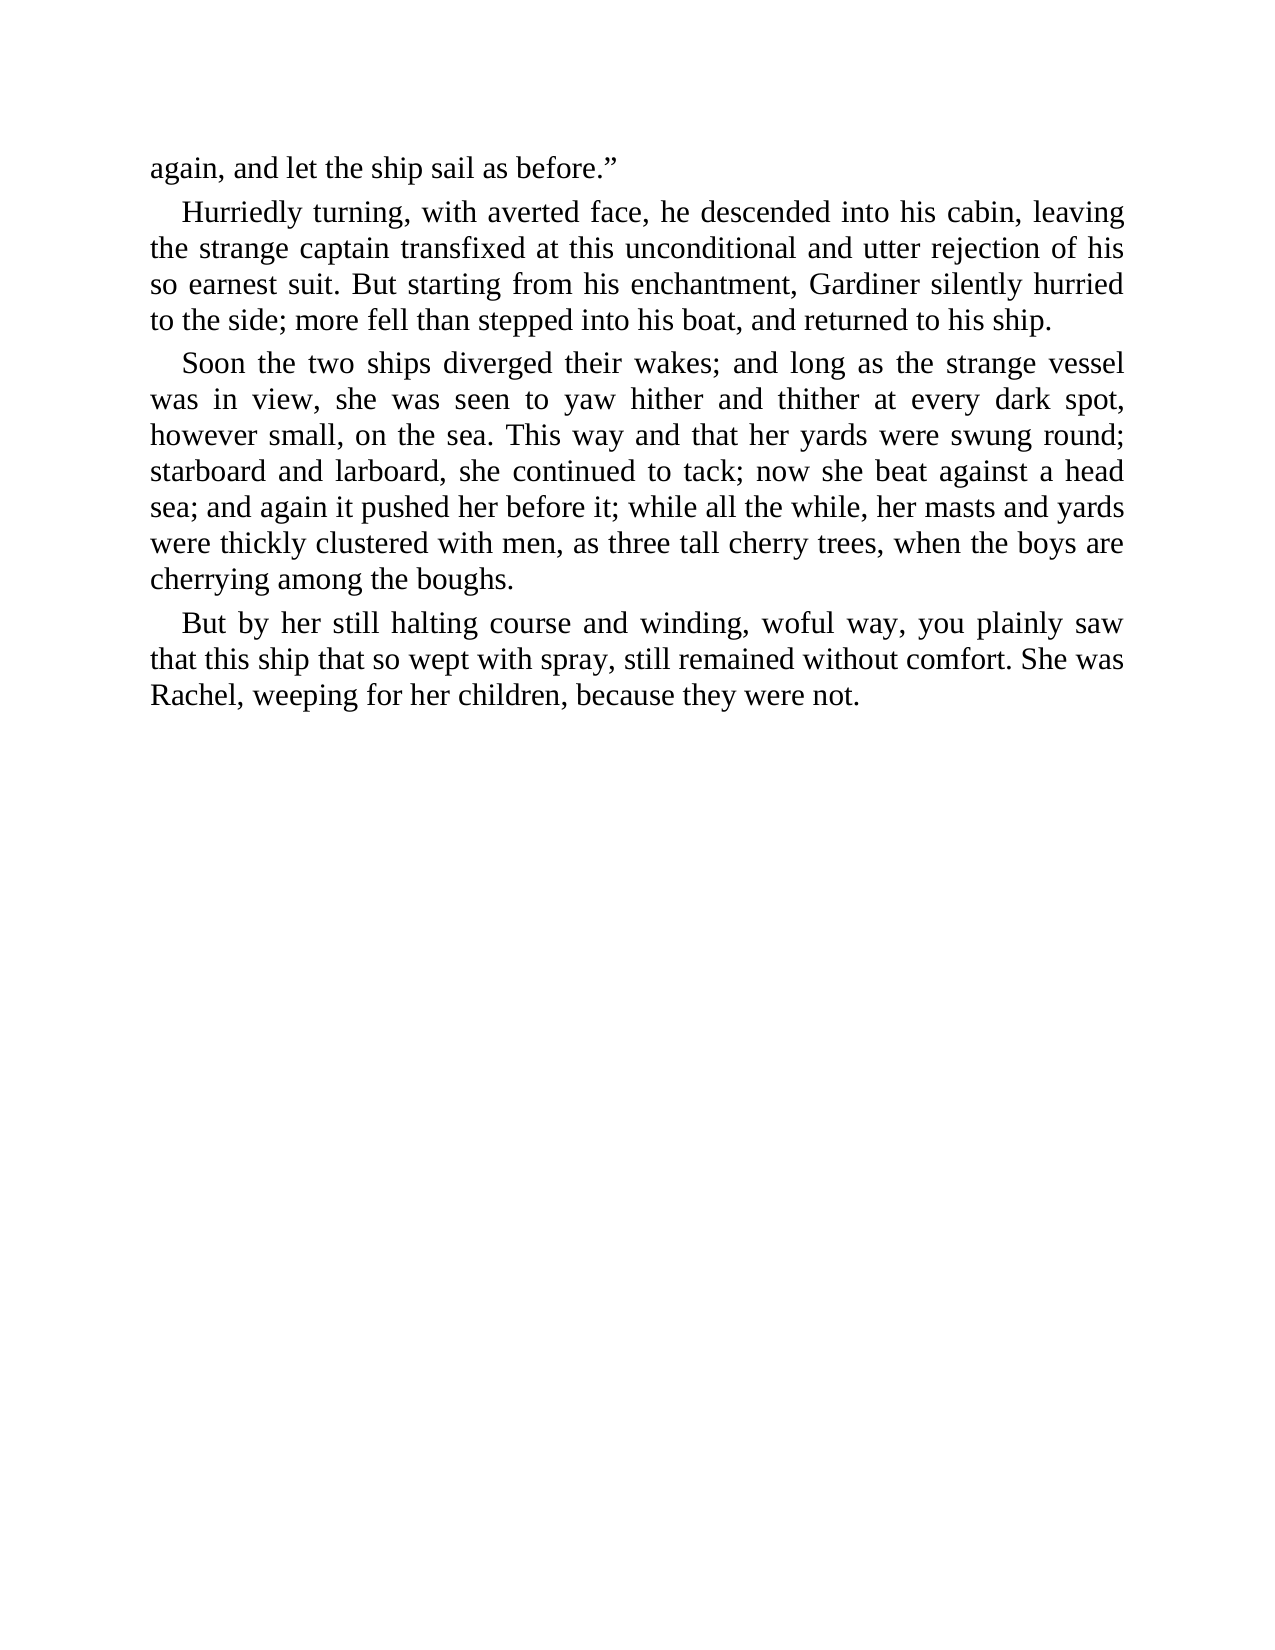 again, and let the ship sail as before.”
Hurriedly turning, with averted face, he descended into his cabin, leaving
the strange captain transfixed at this unconditional and utter rejection of his
so earnest suit. But starting from his enchantment, Gardiner silently hurried
to the side; more fell than stepped into his boat, and returned to his ship.
Soon the two ships diverged their wakes; and long as the strange vessel
was in view, she was seen to yaw hither and thither at every dark spot,
however small, on the sea. This way and that her yards were swung round;
starboard and larboard, she continued to tack; now she beat against a head
sea; and again it pushed her before it; while all the while, her masts and yards
were thickly clustered with men, as three tall cherry trees, when the boys are
cherrying among the boughs.
But by her still halting course and winding, woful way, you plainly saw
that this ship that so wept with spray, still remained without comfort. She was
Rachel, weeping for her children, because they were not.